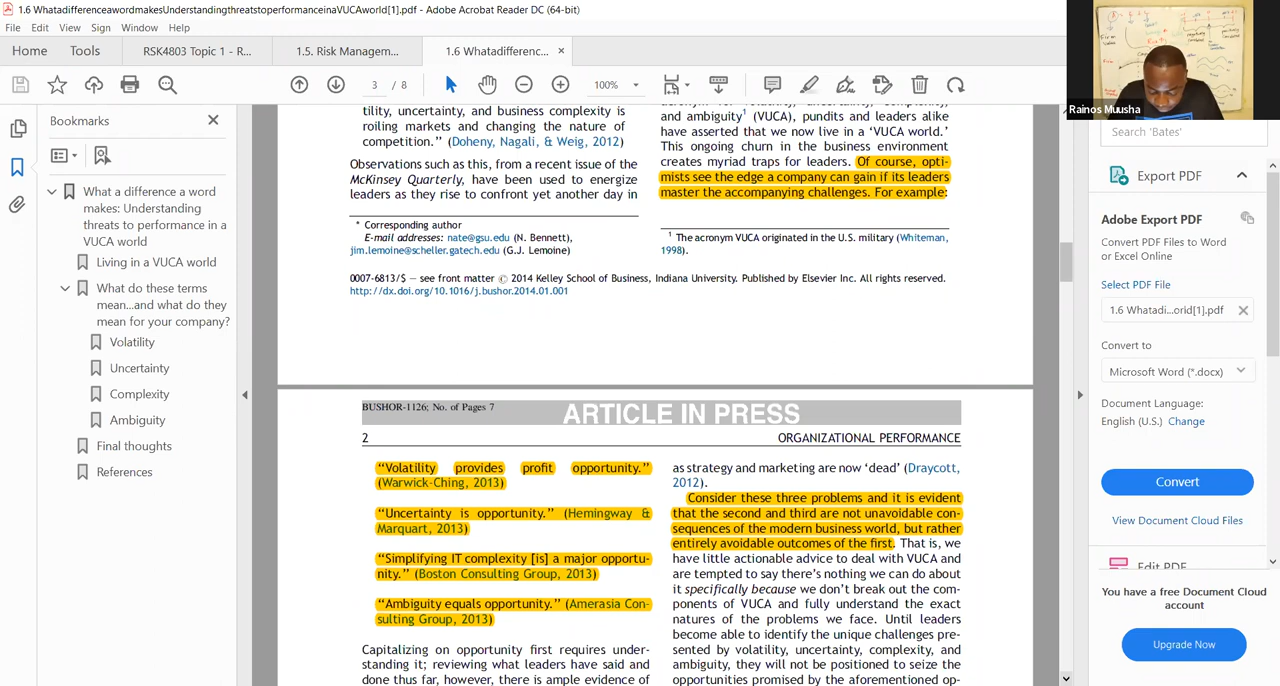 1.6 WhatadifferenceawordmakesUnderstandingthreatstoperformanceinaVUCAworld[1].pdf - Adobe Acrobat Reader DC (64-bit)
File Edit View Sign Window Help
Home Tools RSK4803 Topic 1 - R... 1.5. Risk Managem... 1.6 Whatadifferenc... ×
3 / 8 100%
Rainos Muusha
Bookmarks
What a difference a word
makes: Understanding
threats to performance in a
VUCA world
Living in a VUCA world
What do these terms
mean...and what do they
mean for your company?
Volatility
Uncertainty
Complexity
Ambiguity
Final thoughts
References
tility, uncertainty, and business complexity is
roiling markets and changing the nature of
competition.” (Doheny, Nagali, & Weig, 2012)
Observations such as this, from a recent issue of the
McKinsey Quarterly, have been used to energize
leaders as they rise to confront yet another day in
* Corresponding author
E-mail addresses: nate@gsu.edu (N. Bennett),
jim.lemoine@scheller.gatech.edu (G.J. Lemoine)
and ambiguity1 (VUCA), pundits and leaders alike
have asserted that we now live in a ‘VUCA world.’
This ongoing churn in the business environment
creates myriad traps for leaders. Of course, opti-
mists see the edge a company can gain if its leaders
master the accompanying challenges. For example:
1 The acronym VUCA originated in the U.S. military (Whiteman,
1998).
0007-6813/$ — see front matter © 2014 Kelley School of Business, Indiana University. Published by Elsevier Inc. All rights reserved.
http://dx.doi.org/10.1016/j.bushor.2014.01.001
BUSHOR-1126; No. of Pages 7
ARTICLE IN PRESS
2 ORGANIZATIONAL PERFORMANCE
“Volatility provides profit opportunity.”
(Warwick-Ching, 2013)
“Uncertainty is opportunity.” (Hemingway &
Marquart, 2013)
“Simplifying IT complexity [is] a major opportu-
nity.” (Boston Consulting Group, 2013)
“Ambiguity equals opportunity.” (Amerasia Con-
sulting Group, 2013)
Capitalizing on opportunity first requires under-
standing it; reviewing what leaders have said and
done thus far, however, there is ample evidence of
as strategy and marketing are now ‘dead’ (Draycott,
2012).
Consider these three problems and it is evident
that the second and third are not unavoidable con-
sequences of the modern business world, but rather
entirely avoidable outcomes of the first. That is, we
have little actionable advice to deal with VUCA and
are tempted to say there’s nothing we can do about
it specifically because we don’t break out the com-
ponents of VUCA and fully understand the exact
natures of the problems we face. Until leaders
become able to identify the unique challenges pre-
sented by volatility, uncertainty, complexity, and
ambiguity, they will not be positioned to seize the
opportunities promised by the aforementioned op-
Search 'Bates'
Export PDF
Adobe Export PDF
Convert PDF Files to Word
or Excel Online
Select PDF File
1.6 Whatadi...orld[1].pdf
Convert to
Microsoft Word (*.docx)
Document Language:
English (U.S.) Change
Convert
View Document Cloud Files
Edit PDF
You have a free Document Cloud
account
Upgrade Now